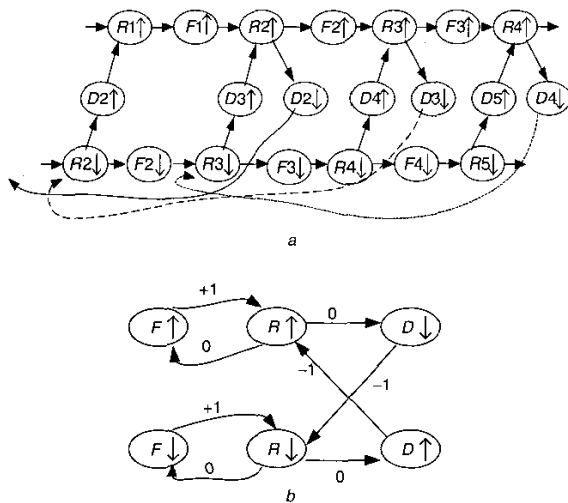 R1↑ F1↑ R2↑ F2↑ R3↑ F3↑ R4↑
D2↑ D3↑ D2↓ D4↑ D3↓ D5↑ D4↓
R2↓ F2↓ R3↓ F3↓ R4↓ F4↓ R5↓
a
+1 0
F↑ R↑ D↓
0
−1 −1
+1
F↓ R↓ D↑
0 0
b